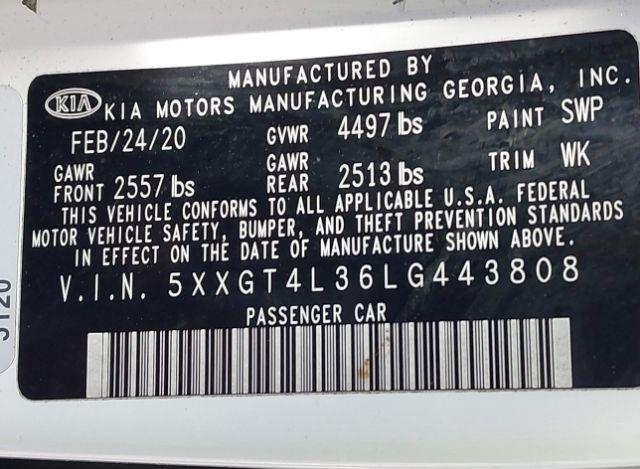 MANUFACTURED BY
KIA KIA MOTORS MANUFACTURING GEORGIA, INC.
FEB/24/20 GVWR 4497 lbs PAINT SWP
GAWR FRONT 2557 lbs GAWR REAR 2513 lbs TRIM WK
THIS VEHICLE CONFORMS TO ALL APPLICABLE U.S.A. FEDERAL
MOTOR VEHICLE SAFETY, BUMPER, AND THEFT PREVENTION STANDARDS
IN EFFECT ON THE DATE OF MANUFACTURE SHOWN ABOVE.
V.I.N. 5XXGT4L36LG443808
PASSENGER CAR